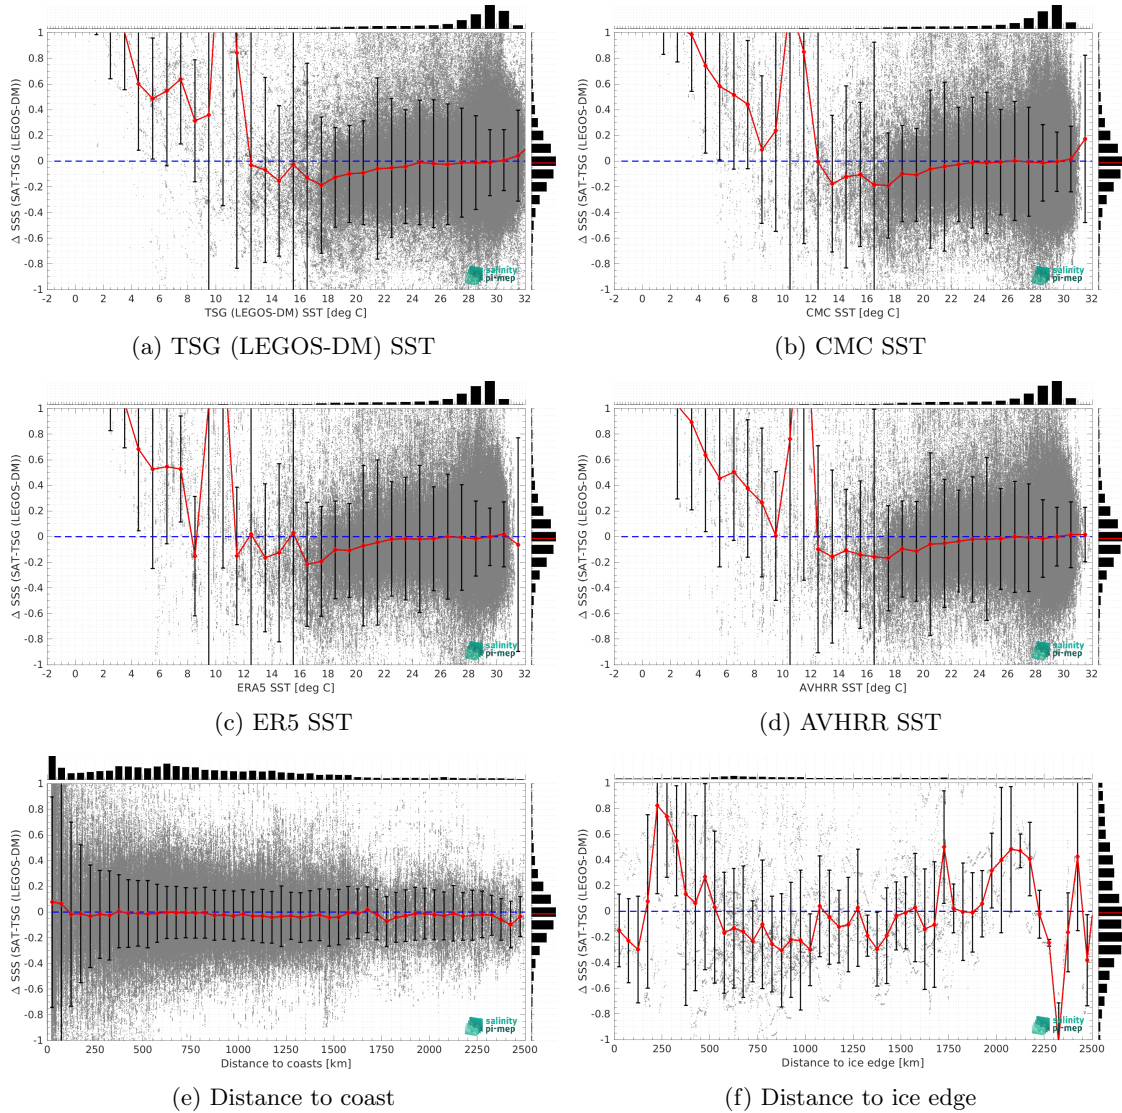 Δ SSS (SAT-TSG (LEGOS-DM))
1
0.8
0.6
0.4
0.2
0
-0.2
-0.4
-0.6
-0.8
-1
-2 0 2 4 6 8 10 12 14 16 18 20 22 24 26 28 30 32
TSG (LEGOS-DM) SST [deg C]
salinity
pi-mep
(a) TSG (LEGOS-DM) SST
Δ SSS (SAT-TSG (LEGOS-DM))
1
0.8
0.6
0.4
0.2
0
-0.2
-0.4
-0.6
-0.8
-1
-2 0 2 4 6 8 10 12 14 16 18 20 22 24 26 28 30 32
CMC SST [deg C]
salinity
pi-mep
(b) CMC SST
Δ SSS (SAT-TSG (LEGOS-DM))
1
0.8
0.6
0.4
0.2
0
-0.2
-0.4
-0.6
-0.8
-1
-2 0 2 4 6 8 10 12 14 16 18 20 22 24 26 28 30 32
ERA5 SST [deg C]
salinity
pi-mep
(c) ER5 SST
Δ SSS (SAT-TSG (LEGOS-DM))
1
0.8
0.6
0.4
0.2
0
-0.2
-0.4
-0.6
-0.8
-1
-2 0 2 4 6 8 10 12 14 16 18 20 22 24 26 28 30 32
AVHRR SST [deg C]
salinity
pi-mep
(d) AVHRR SST
Δ SSS (SAT-TSG (LEGOS-DM))
1
0.8
0.6
0.4
0.2
0
-0.2
-0.4
-0.6
-0.8
-1
0 250 500 750 1000 1250 1500 1750 2000 2250 2500
Distance to coasts [km]
salinity
pi-mep
(e) Distance to coast
Δ SSS (SAT-TSG (LEGOS-DM))
1
0.8
0.6
0.4
0.2
0
-0.2
-0.4
-0.6
-0.8
-1
0 250 500 750 1000 1250 1500 1750 2000 2250 2500
Distance to ice edge [km]
salinity
pi-mep
(f) Distance to ice edge